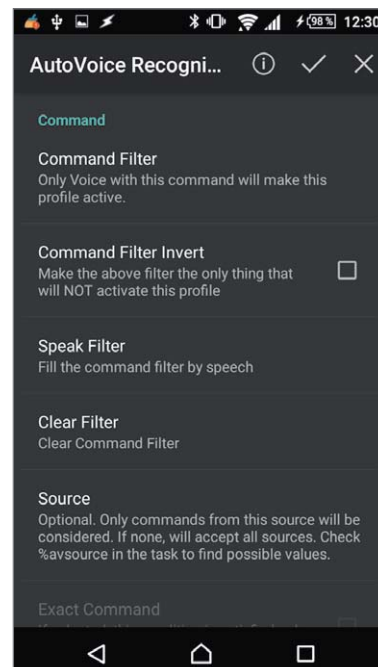 98% 12:30
AutoVoice Recogni...
Command
Command Filter
Only Voice with this command will make this
profile active.
Command Filter Invert
Make the above filter the only thing that
will NOT activate this profile
Speak Filter
Fill the command filter by speech
Clear Filter
Clear Command Filter
Source
Optional. Only commands from this source will be
considered. If none, will accept all sources. Check
%avsource in the task to find possible values.
Exact Command